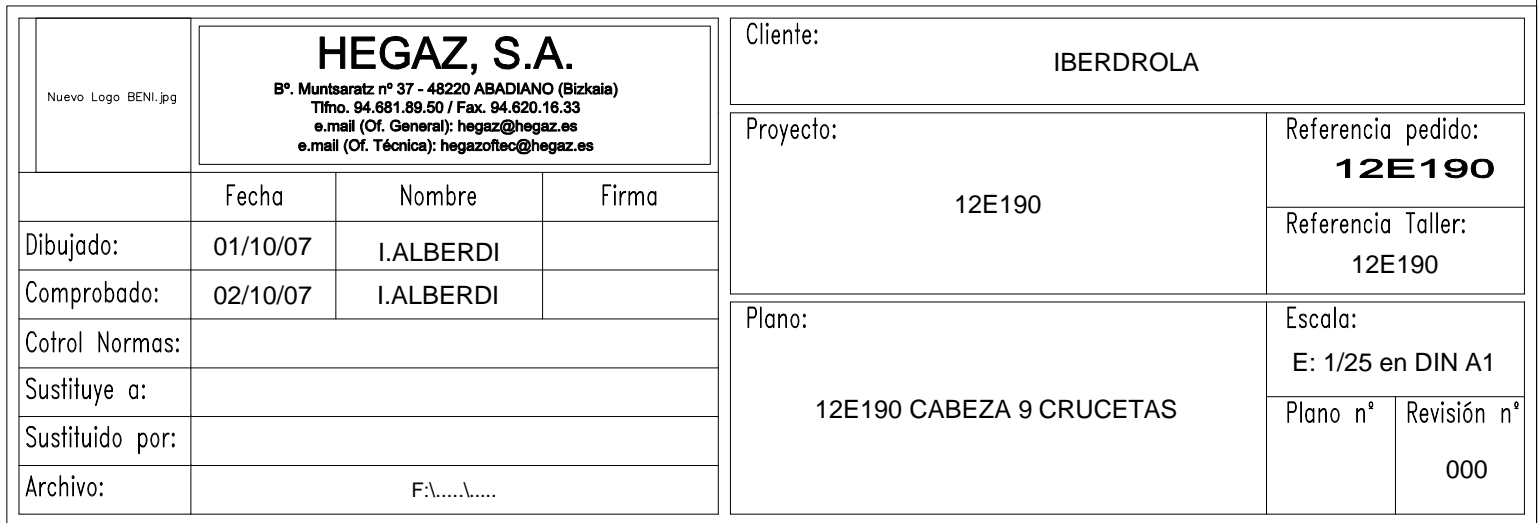 Nuevo Logo BENI.jpg
HEGAZ, S.A.
Bº. Muntsaratz nº 37 - 48220 ABADIANO (Bizkaia)
Tlfno. 94.681.89.50 / Fax. 94.620.16.33
e.mail (Of. General): hegaz@hegaz.es
e.mail (Of. Técnica): hegazoftec@hegaz.es
Fecha Nombre Firma
Dibujado: 01/10/07 I.ALBERDI
Comprobado: 02/10/07 I.ALBERDI
Cotrol Normas:
Sustituye a:
Sustituido por:
Archivo: F:\.....\.....
Cliente:
IBERDROLA
Proyecto:
12E190
Referencia pedido:
12E190
Referencia Taller:
12E190
Plano:
12E190 CABEZA 9 CRUCETAS
Escala:
E: 1/25 en DIN A1
Plano nº Revisión nº
000